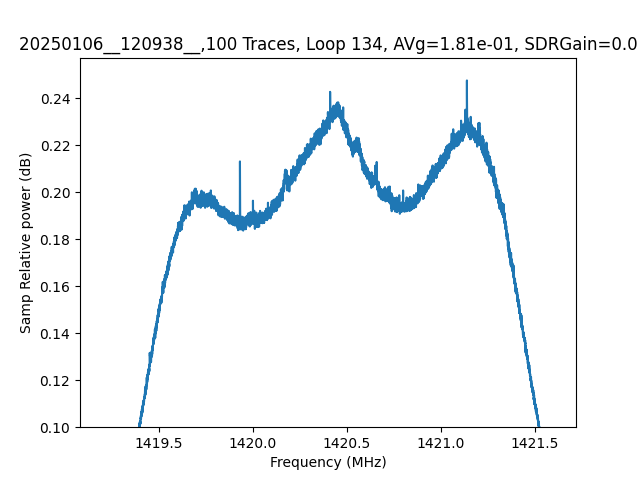 20250106__120938__,100 Traces, Loop 134, AVg=1.81e-01, SDRGain=0.0
0.24
0.22
0.20
0.18
0.16
0.14
0.12
0.10
Samp Relative power (dB)
1419.5 1420.0 1420.5 1421.0 1421.5
Frequency (MHz)